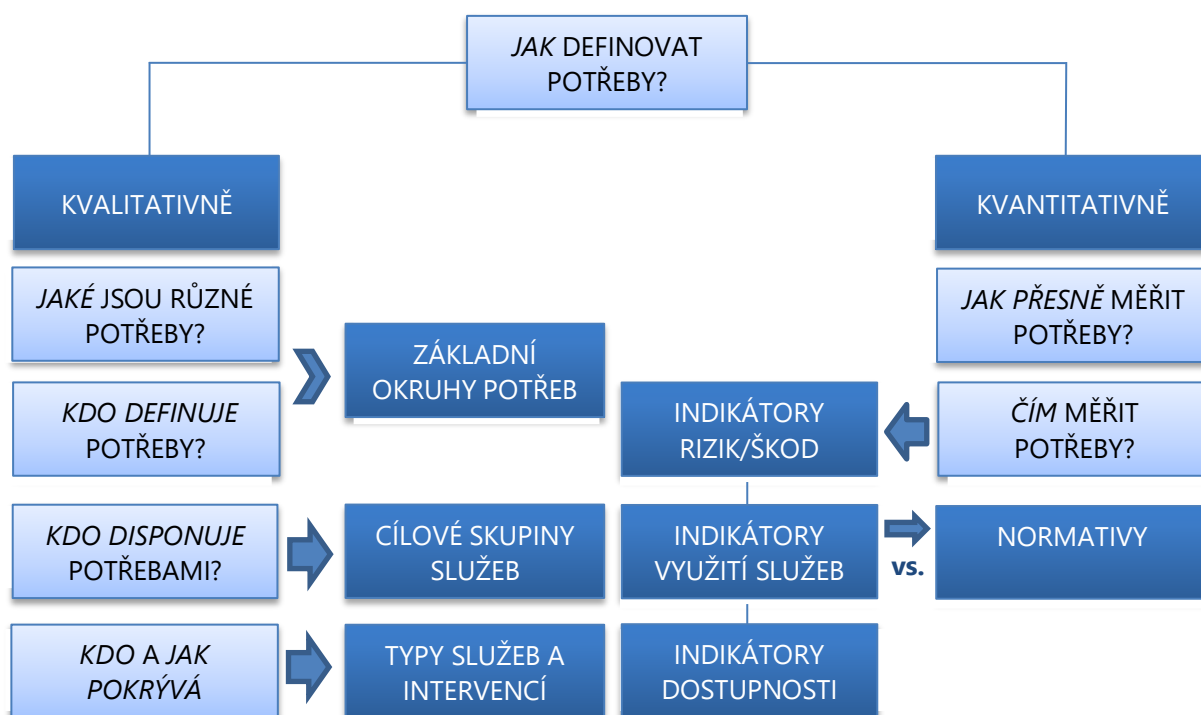 JAK DEFINOVAT
POTŘEBY?
KVALITATIVNĚ
KVANTITATIVNĚ
JAKÉ JSOU RŮZNÉ
POTŘEBY?
JAK PŘESNĚ MĚŘIT
POTŘEBY?
ZÁKLADNÍ
OKRUHY POTŘEB
KDO DEFINUJE
POTŘEBY?
INDIKÁTORY
RIZIK/ŠKOD
ČÍM MĚŘIT
POTŘEBY?
KDO DISPONUJE
POTŘEBAMI?
CÍLOVÉ SKUPINY
SLUŽEB
INDIKÁTORY
VYUŽITÍ SLUŽEB
vs.
NORMATIVY
KDO A JAK
POKRÝVÁ
TYPY SLUŽEB A
INTERVENCÍ
INDIKÁTORY
DOSTUPNOSTI